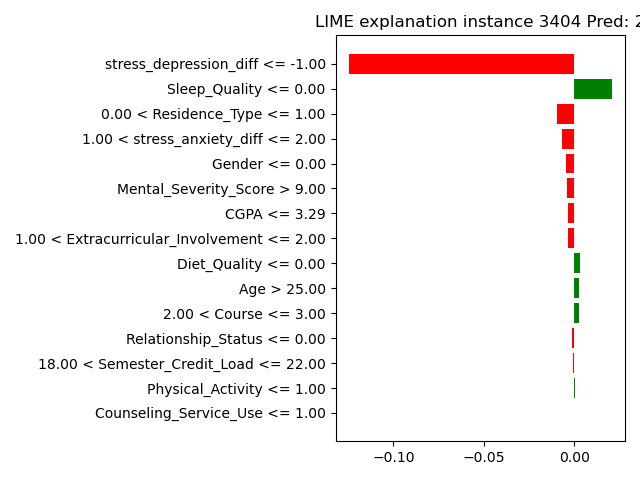 LIME explanation instance 3404 Pred: 2
stress_depression_diff <= -1.00
Sleep_Quality <= 0.00
0.00 < Residence_Type <= 1.00
1.00 < stress_anxiety_diff <= 2.00
Gender <= 0.00
Mental_Severity_Score > 9.00
CGPA <= 3.29
1.00 < Extracurricular_Involvement <= 2.00
Diet_Quality <= 0.00
Age > 25.00
2.00 < Course <= 3.00
Relationship_Status <= 0.00
18.00 < Semester_Credit_Load <= 22.00
Physical_Activity <= 1.00
Counseling_Service_Use <= 1.00
−0.10 −0.05 0.00